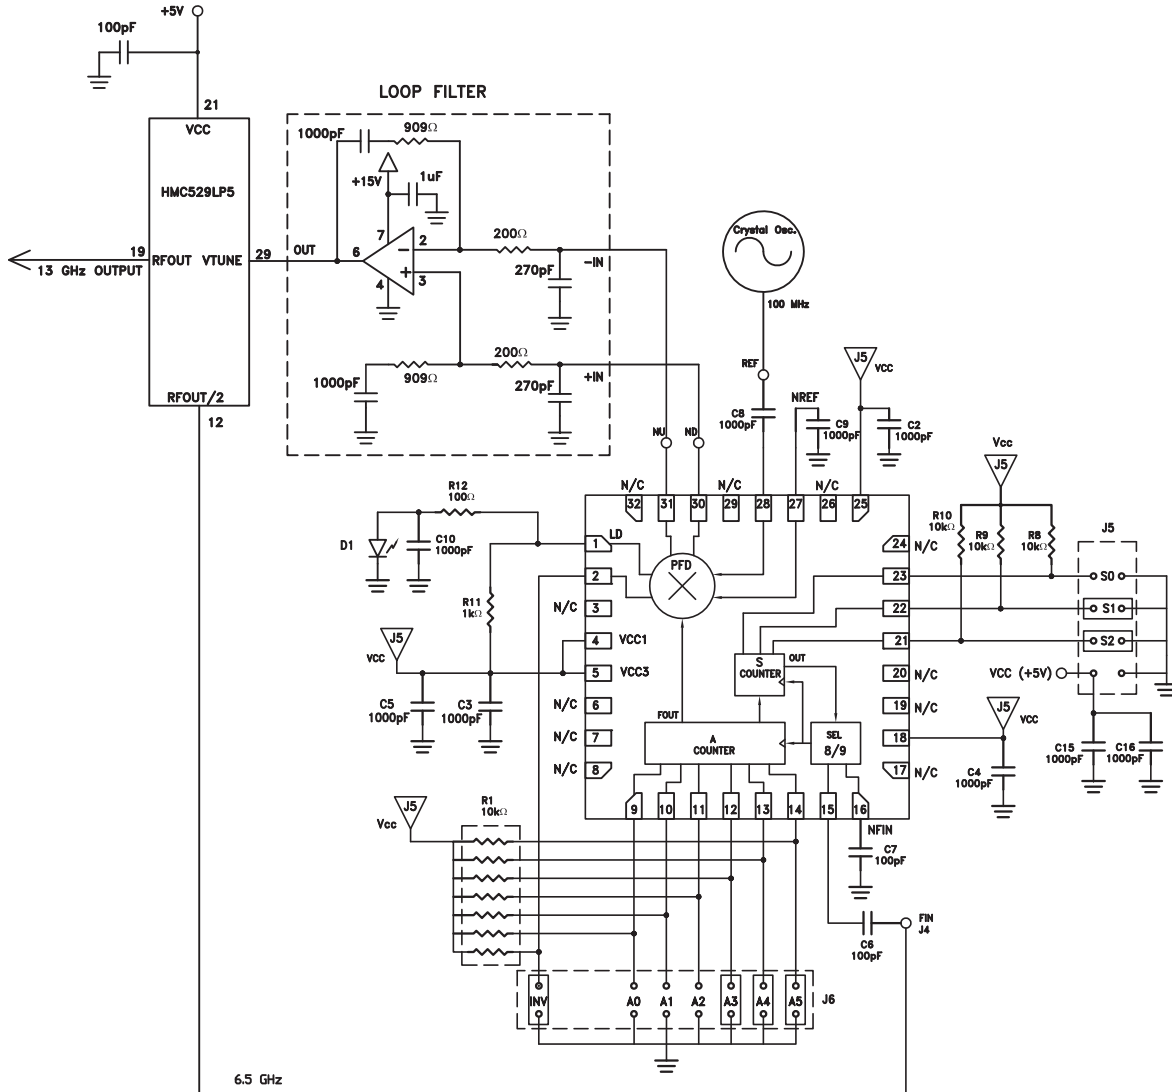 +5V
100pF
21
VCC
HMC529LP5
19
RFOUT VTUNE
29
13 GHz OUTPUT
RFOUT/2
12
LOOP FILTER
1000pF
909Ω
+15V
1uF
7
2
OUT
6
−
+
4
3
200Ω
270pF
-IN
200Ω
909Ω
1000pF
270pF
+IN
Crystal Osc.
100 MHz
REF
C8
1000pF
NREF
C9
1000pF
J5
VCC
C2
1000pF
NU
ND
N/C
N/C
N/C
32
31
30
29
28
27
26
25
R12
100Ω
D1
C10
1000pF
R11
1kΩ
J5
VCC
C5
1000pF
C3
1000pF
LD
1
2
N/C
3
4
VCC1
5
VCC3
N/C
6
N/C
7
N/C
8
PFD
S
COUNTER
OUT
FOUT
A
COUNTER
SEL
8/9
24
N/C
23
22
21
20
N/C
19
N/C
18
17
N/C
Vcc
J5
R10
10kΩ
R9
10kΩ
R8
10kΩ
J5
S0
S1
S2
VCC (+5V)
J5
VCC
C4
1000pF
C15
1000pF
C16
1000pF
9
10
11
12
13
14
15
16
NFIN
C7
100pF
J5
Vcc
R1
10kΩ
C6
100pF
FIN
J4
INV
A0
A1
A2
A3
A4
A5
J6
6.5 GHz